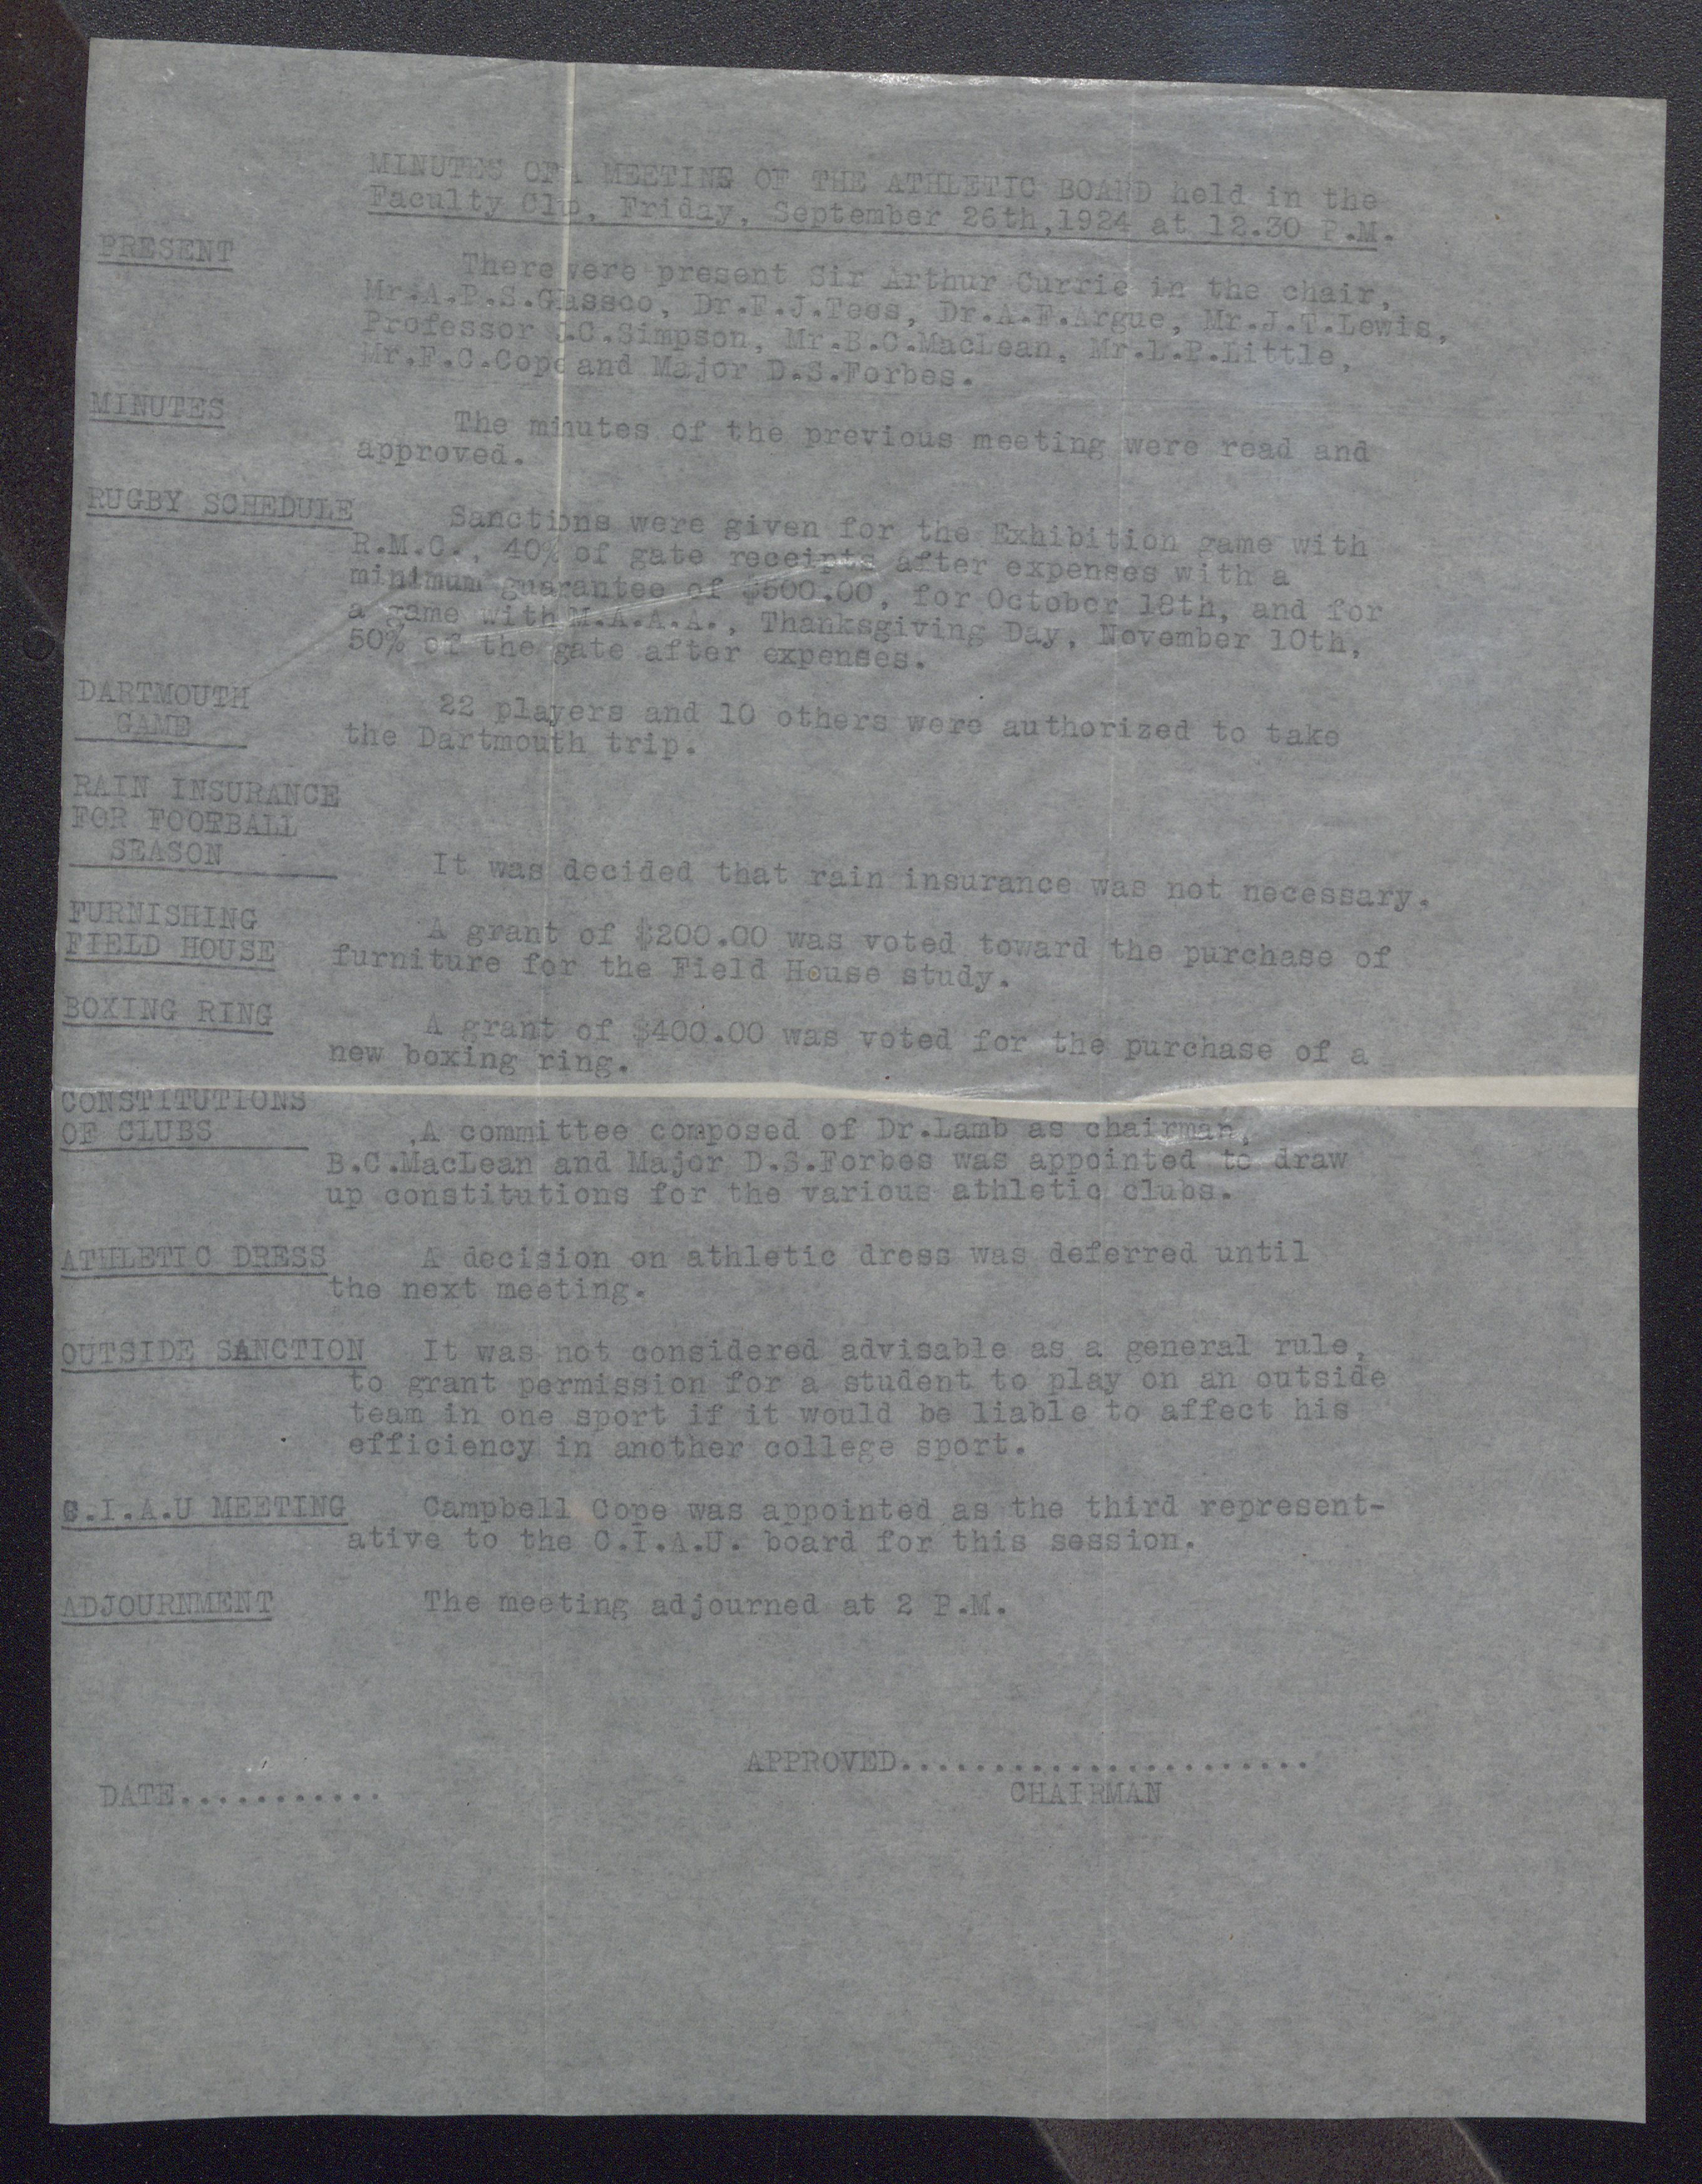 MINUTES OF A MEETING OF THE ATHLETIC BOARD held in the
Faculty Clup, Friday, September 26th,1924 at 12.30 P.M.
PRESENT
There were present Sir Arthur Currie in the chair,
Mr.A.P.S.Glassco, Dr.F.J.Tees, Dr.A.F.Argue, Mr.J.T.Lewis,
Professor J.C.Simpson, Mr.B.C.MacLean, Mr.L.P.Little,
Mr.F.C.Cope and Major D.S.Forbes.
MINUTES
The minutes of the previous meeting were read and
approved.
RUGBY SCHEDULE
Sanctions were given for the Exhibition game with
R.M.C., 40% of gate receipts after expenses with a
minimum guarantee of $500.00, for October 18th, and for
a game with M.A.A.A., Thanksgiving Day, November 10th,
50% of the gate after expenses.
DARTMOUTH
GAME
22 players and 10 others were authorized to take
the Dartmouth trip.
RAIN INSURANCE
FOR FOOTBALL
SEASON
It was decided that rain insurance was not necessary.
FURNISHING
FIELD HOUSE
A grant of $200.00 was voted toward the purchase of
furniture for the Field House study.
BOXING RING
A grant of $400.00 was voted for the purchase of a
new boxing ring.
CONSTITUTIONS
OF CLUBS
A committee composed of Dr.Lamb as chairman,
B.C.MacLean and Major D.S.Forbes was appointed to draw
up constitutions for the various athletic clubs.
ATHLETIC DRESS A decision on athletic dress was deferred until
the next meeting.
OUTSIDE SANCTION It was not considered advisable as a general rule,
to grant permission for a student to play on an outside
team in one sport if it would be liable to affect his
efficiency in another college sport.
C.I.A.U MEETING Campbell Cope was appointed as the third represent-
ative to the C.I.A.U. board for this session.
ADJOURNMENT The meeting adjourned at 2 P.M.
APPROVED.......................
DATE...........
CHAIRMAN